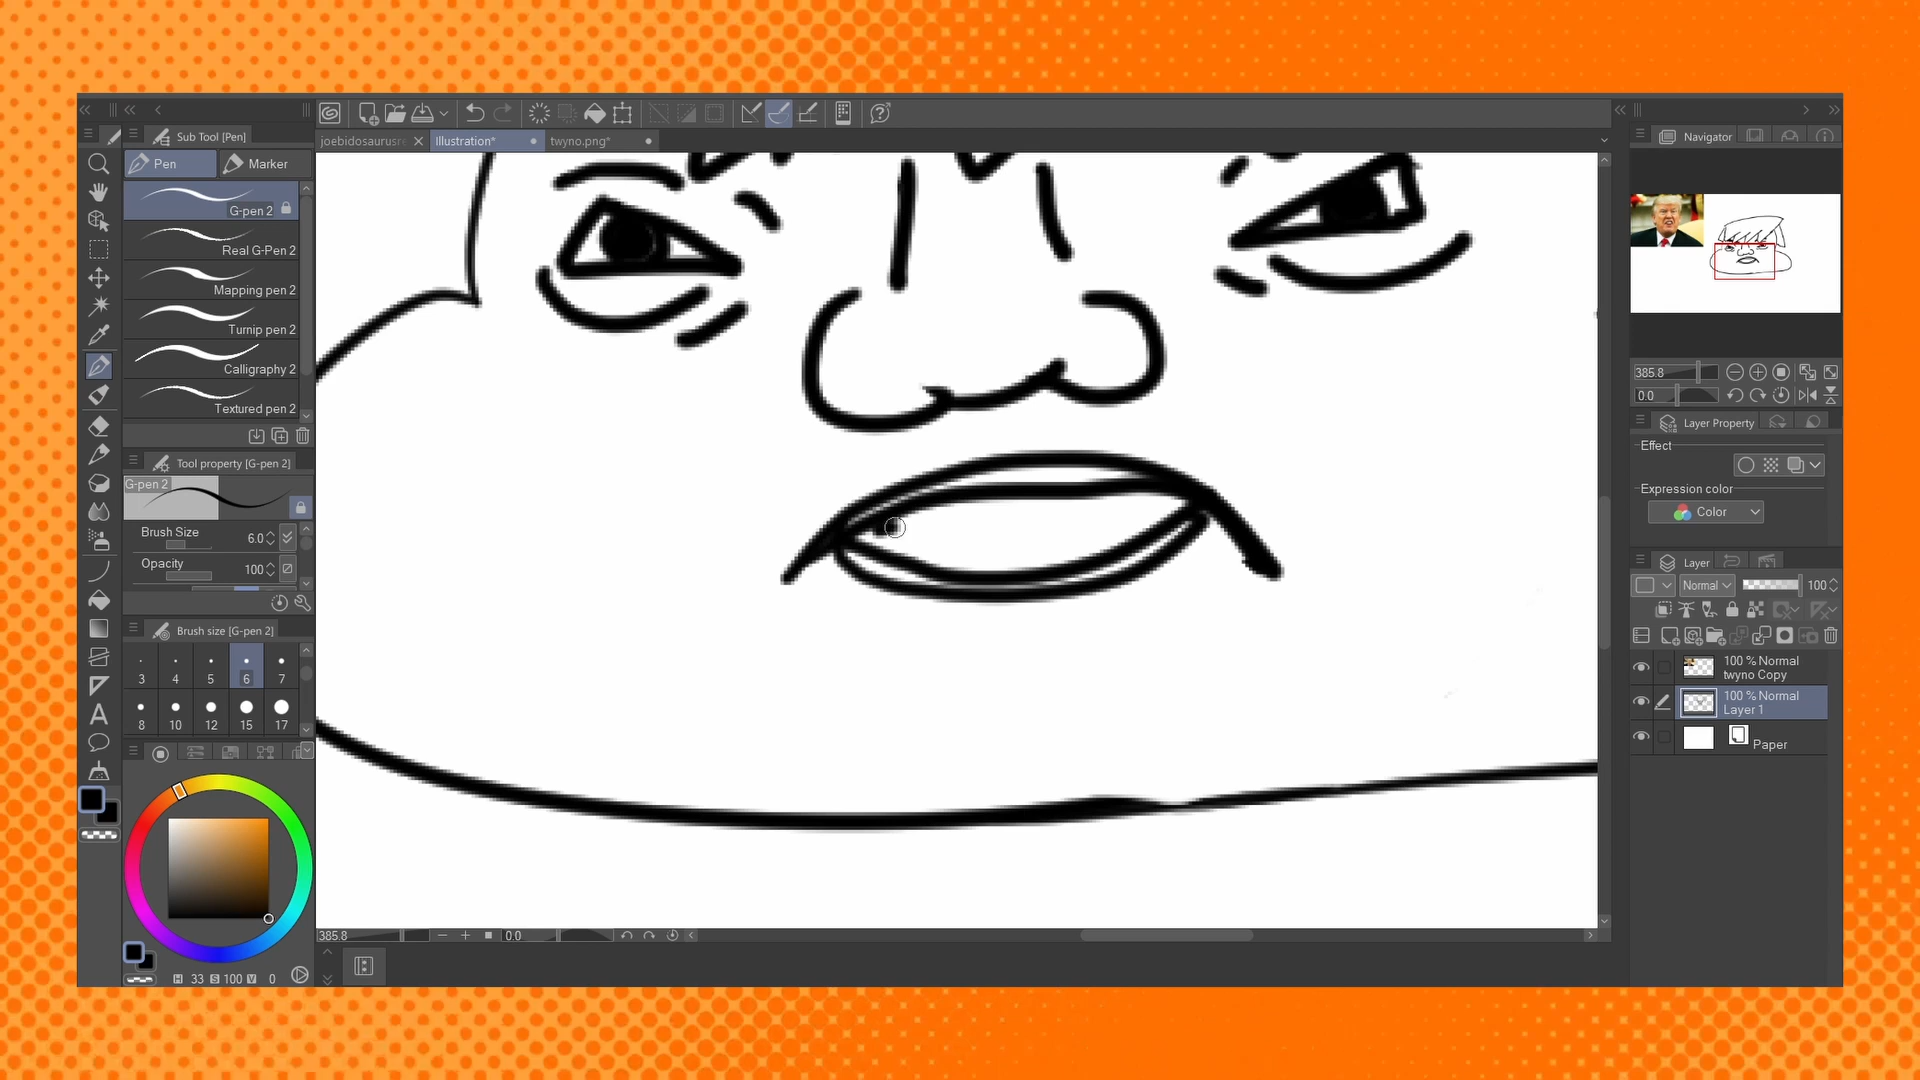 Sub Tool [Pen]
Pen
Marker
G-pen 2
Real G-Pen 2
Mapping pen 2
Turnip pen 2
Calligraphy 2
Textured pen 2
Tool property [G-pen 2]
G-pen 2
Brush Size
6.0
Opacity
100
Brush size [G-pen 2]
3 4 5 6 7
8 10 12 15 17
H 33 S 100 V 0
joebidosaurusre
Illustration*
twyno.png*
385.8
0.0
Navigator
385.8
0.0
Layer Property
Effect
Expression color
Color
Layer
Normal
100
100 % Normal
twyno Copy
100 % Normal
Layer 1
Paper